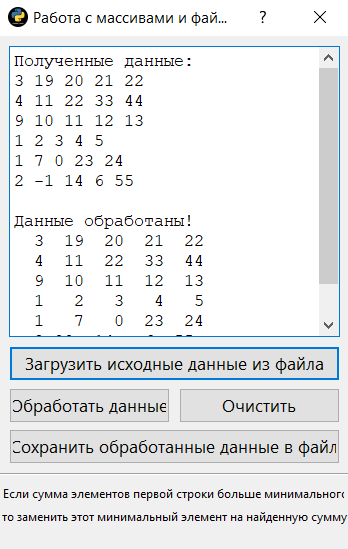 Работа с массивами и фай...
Полученные данные:
3 19 20 21 22
4 11 22 33 44
9 10 11 12 13
1 2 3 4 5
1 7 0 23 24
2 -1 14 6 55
Данные обработаны!
3 19 20 21 22
4 11 22 33 44
9 10 11 12 13
1 2 3 4 5
1 7 0 23 24
Загрузить исходные данные из файла
Обработать данные
Очистить
Сохранить обработанные данные в файл
Если сумма элементов первой строки больше минимального
то заменить этот минимальный элемент на найденную сумму